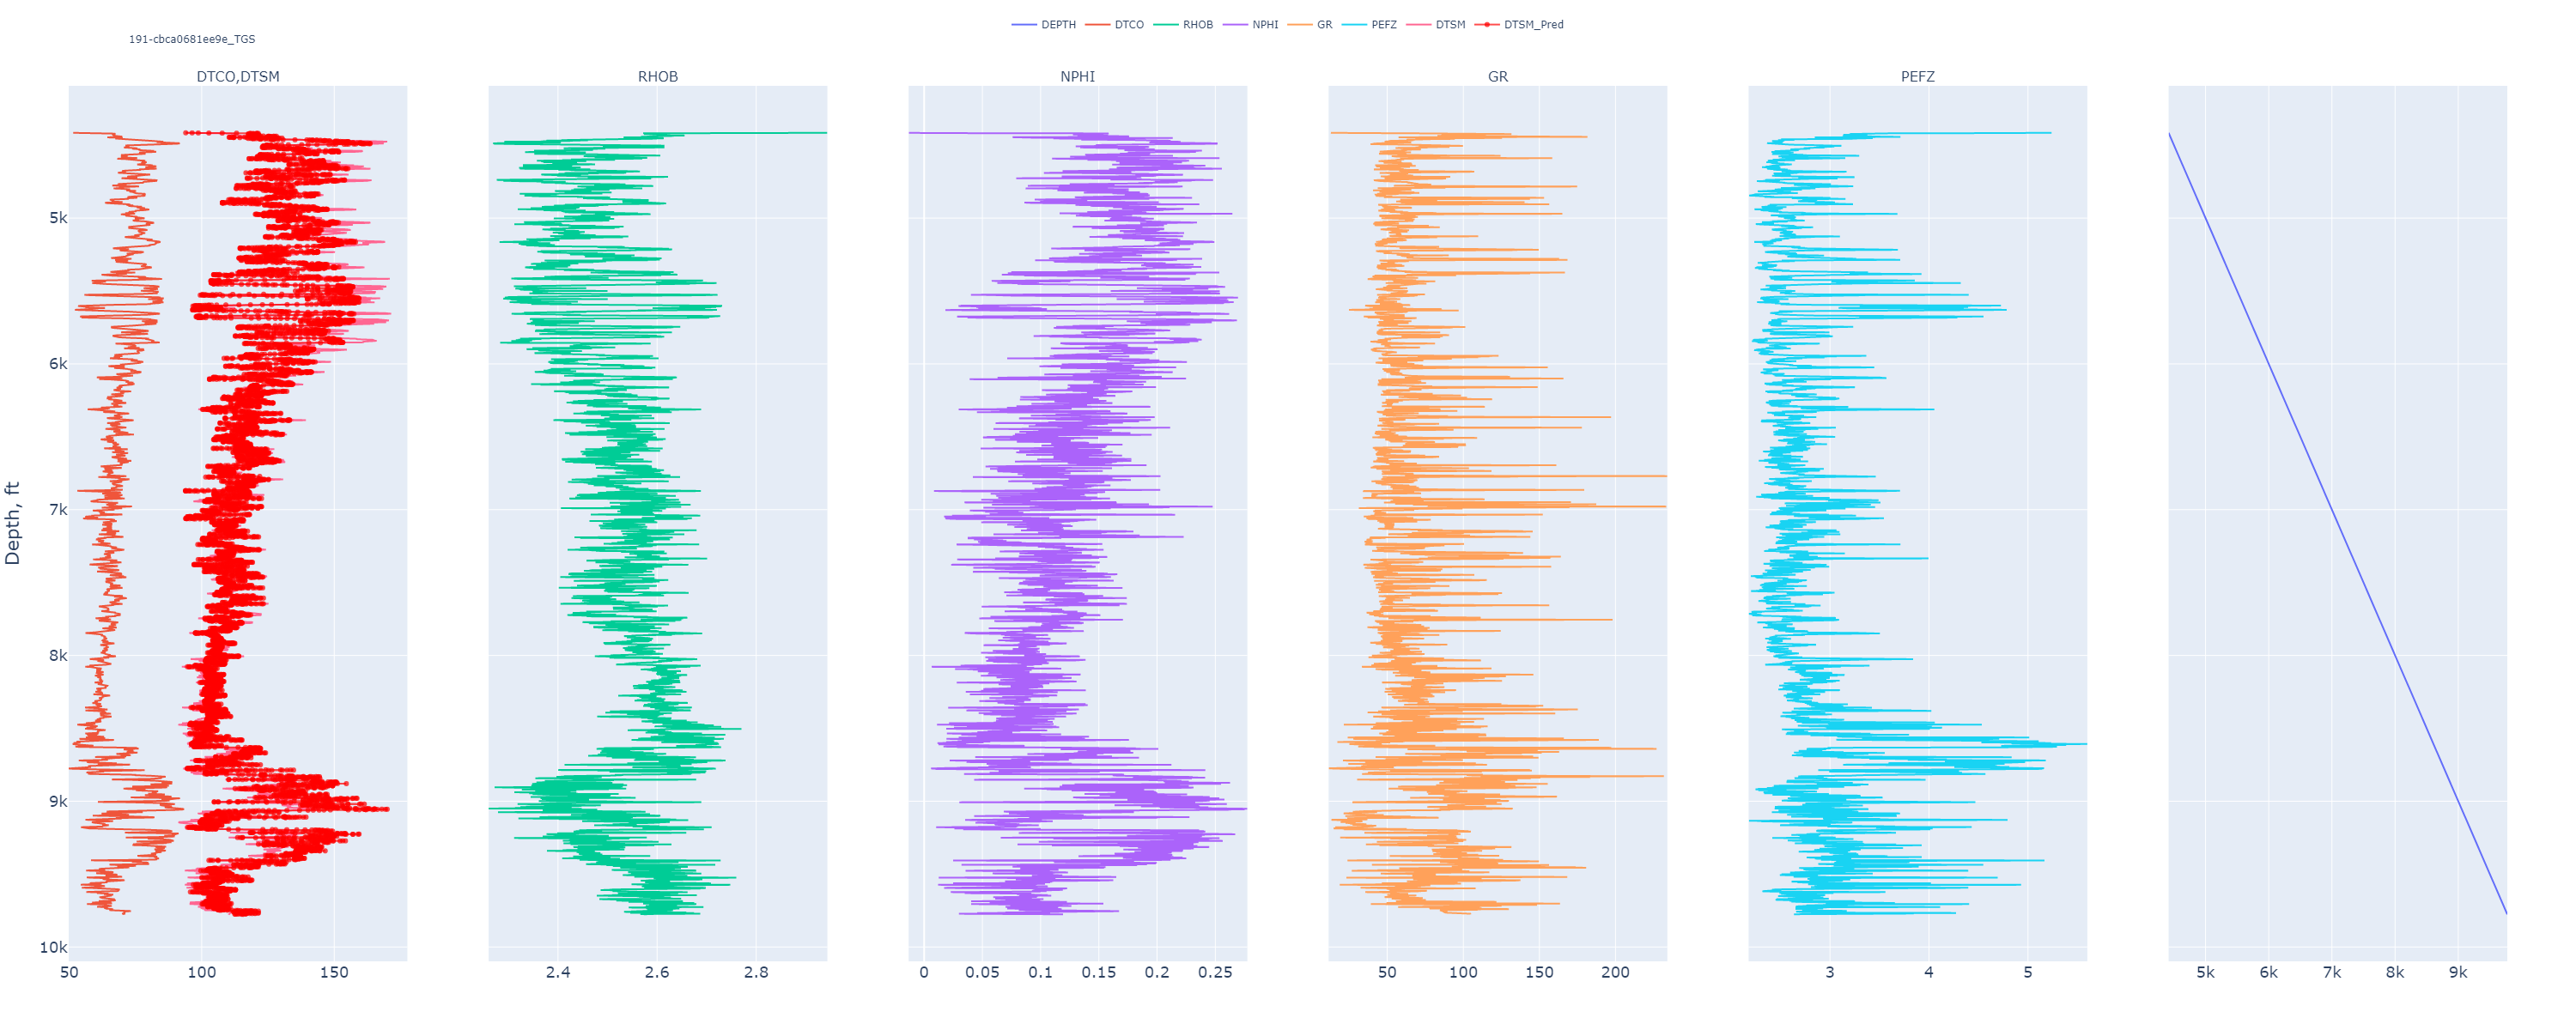 DEPTH DTCO RHOB NPHI GR PEFZ DTSM DTSM_Pred
191-cbca0681ee9e_TGS
DTCO,DTSM RHOB NPHI GR PEFZ
Depth, ft
5k
6k
7k
8k
9k
10k
50 100 150 2.4 2.6 2.8 0 0.05 0.1 0.15 0.2 0.25 50 100 150 200 3 4 5 5k 6k 7k 8k 9k